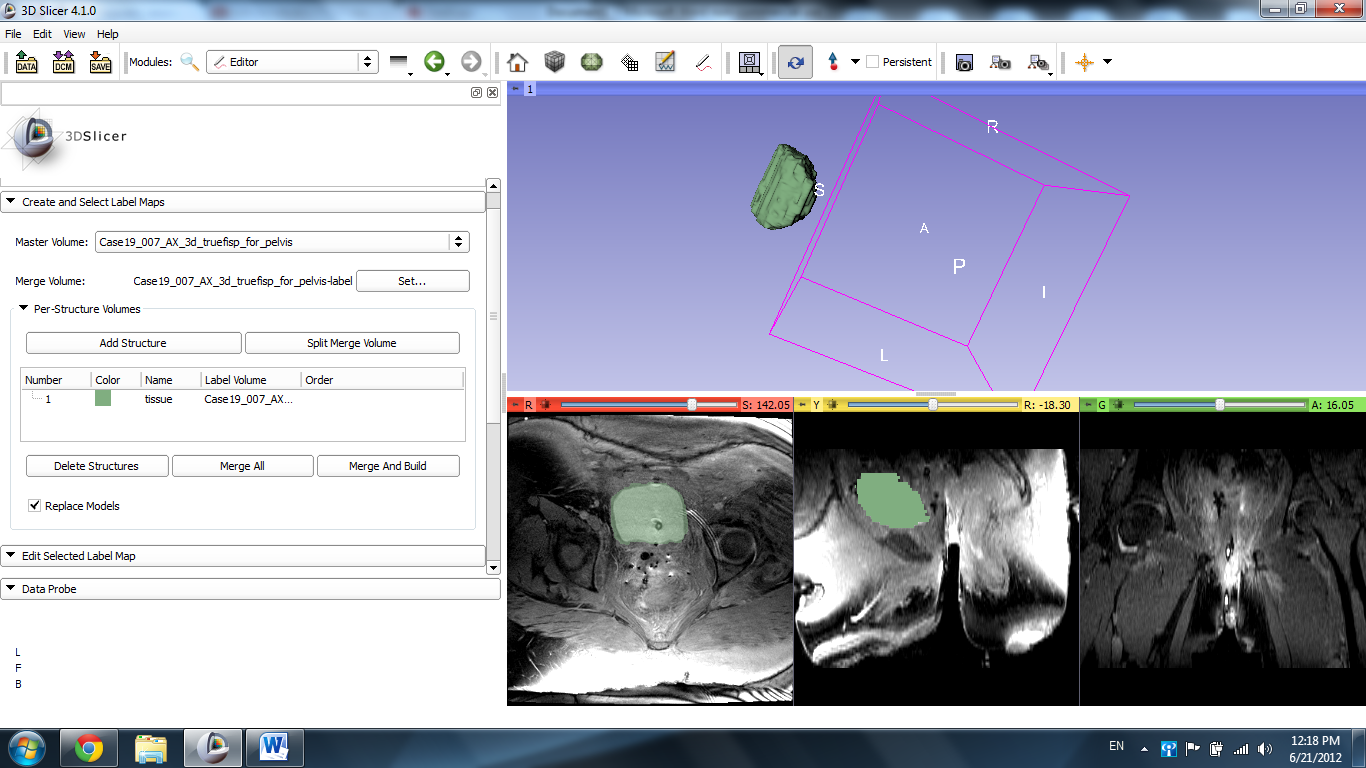 3D Slicer 4.1.0
File Edit View Help
DATA DCM SAVE Modules: Editor Persistent
1
3DSlicer
Create and Select Label Maps
Master Volume: Case19_007_AX_3d_truefisp_for_pelvis
Merge Volume: Case19_007_AX_3d_truefisp_for_pelvis-label Set...
Per-Structure Volumes
Add Structure Split Merge Volume
Number Color Name Label Volume Order
1 tissue Case19_007_AX...
Delete Structures Merge All Merge And Build
Replace Models
Edit Selected Label Map
Data Probe
L
F
B
R
S
A
P
I
L
R S: 142.05
Y R: -18.30
G A: 16.05
EN
12:18 PM
6/21/2012